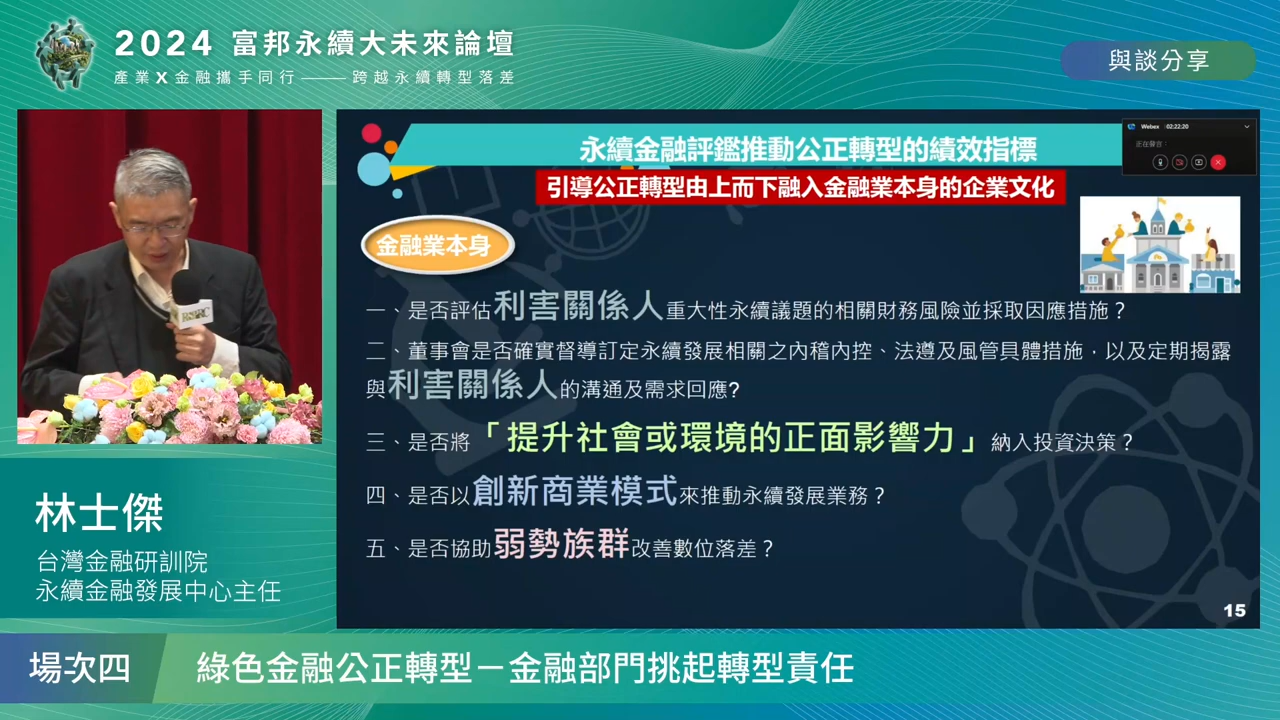 2024 富邦永續大未來論壇
產業X金融攜手同行——跨越永續轉型落差
與談分享
永續金融評鑑推動公正轉型的績效指標
引導公正轉型由上而下融入金融業本身的企業文化
Webex 02:22:20
正在聲音：
金融業本身
一、是否評估利害關係人重大性永續議題的相關財務風險並採取因應措施？
二、董事會是否確實督導訂定永續發展相關之內稽內控、法遵及風管具體措施，以及定期揭露
與利害關係人的溝通及需求回應?
三、是否將「提升社會或環境的正面影響力」納入投資決策？
四、是否以創新商業模式來推動永續發展業務？
五、是否協助弱勢族群改善數位落差？
15
林士傑
台灣金融研訓院
永續金融發展中心主任
場次四
綠色金融公正轉型－金融部門挑起轉型責任